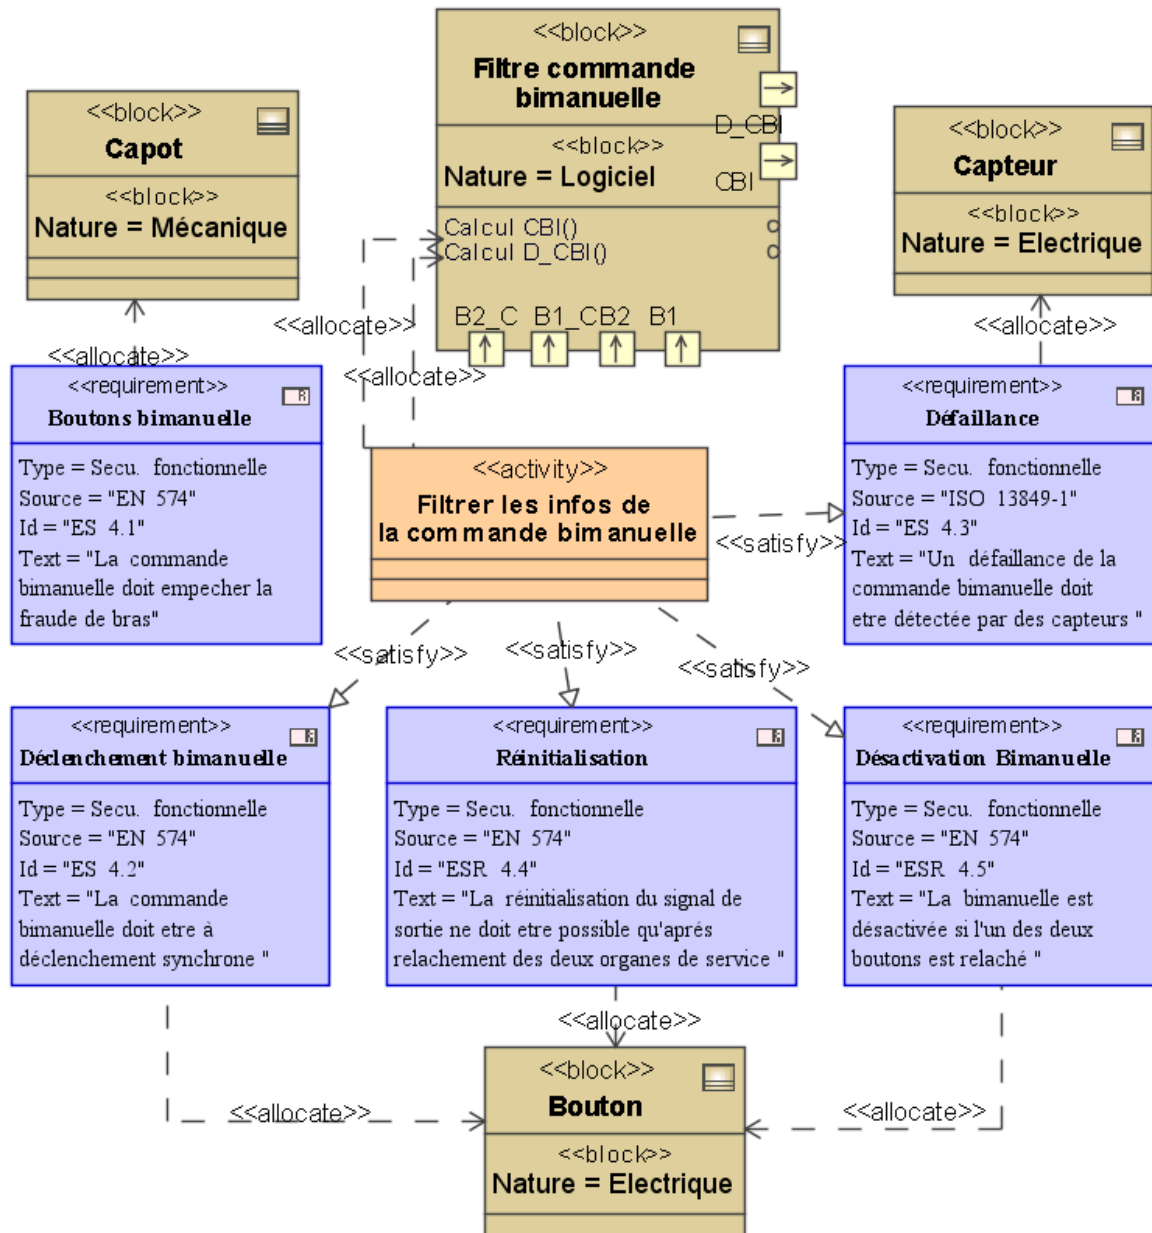 <<block>>
Filtre commande
bimanuelle
D_CBI
<<block>>
Nature = Logiciel
CBI
Calcul CBI()
Calcul D_CBI()
B2_C B1_CB2 B1
<<block>>
Capot
<<block>>
Nature = Mécanique
<<block>>
Capteur
<<block>>
Nature = Electrique
<<allocate>>
<<allocate>>
<<allocate>>
<<allocate>>
<<requirement>>
Boutons bimanuelle
Type = Secu. fonctionnelle
Source = "EN 574"
Id = "ES 4.1"
Text = "La commande
bimanuelle doit empecher la
fraude de bras"
<<activity>>
Filtrer les infos de
la commande bimanuelle
<<requirement>>
Défaillance
Type = Secu. fonctionnelle
Source = "ISO 13849-1"
Id = "ES 4.3"
Text = "Un défaillance de la
commande bimanuelle doit
etre détectée par des capteurs "
<<satisfy>>
<<satisfy>>
<<satisfy>>
<<satisfy>>
<<requirement>>
Déclenchement bimanuelle
Type = Secu. fonctionnelle
Source = "EN 574"
Id = "ES 4.2"
Text = "La commande
bimanuelle doit etre à
déclenchement synchrone "
<<requirement>>
Réinitialisation
Type = Secu. fonctionnelle
Source = "EN 574"
Id = "ESR 4.4"
Text = "La réinitialisation du signal de
sortie ne doit etre possible qu'aprés
relachement des deux organes de service "
<<requirement>>
Désactivation Bimanuelle
Type = Secu. fonctionnelle
Source = "EN 574"
Id = "ESR 4.5"
Text = "La bimanuelle est
désactivée si l'un des deux
boutons est relaché "
<<allocate>>
<<allocate>>
<<allocate>>
<<block>>
Bouton
<<block>>
Nature = Electrique